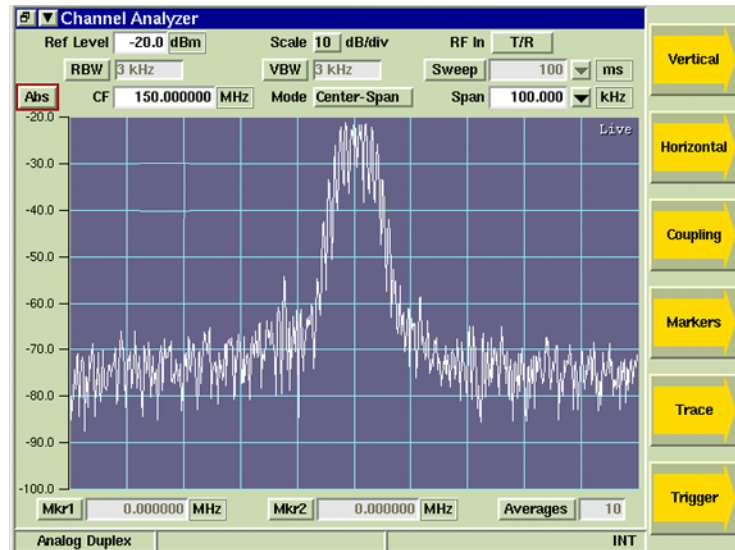 Channel Analyzer
Ref Level -20.0 dBm Scale 10 dB/div RF In T/R
RBW 3 kHz VBW 3 kHz Sweep 100 ms
Abs CF 150.000000 MHz Mode Center-Span Span 100.000 kHz
Live
-20.0
-30.0
-40.0
-50.0
-60.0
-70.0
-80.0
-90.0
-100.0
Mkr1 0.000000 MHz Mkr2 0.000000 MHz Averages 10
Analog Duplex INT
Vertical
Horizontal
Coupling
Markers
Trace
Trigger